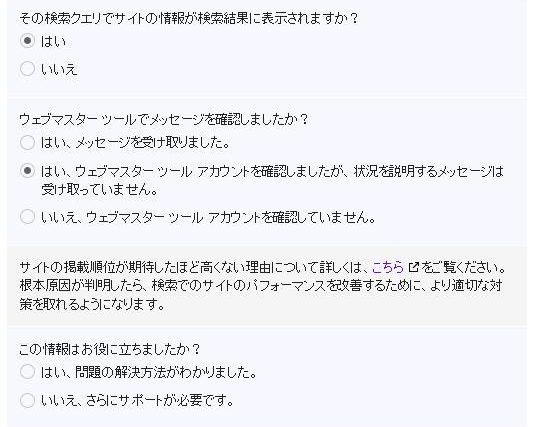 その検索クエリでサイトの情報が検索結果に表示されますか？
はい
いいえ
ウェブマスター ツールでメッセージを確認しましたか？
はい、メッセージを受け取りました。
はい、ウェブマスター ツール アカウントを確認しましたが、状況を説明するメッセージは
受け取っていません。
いいえ、ウェブマスター ツール アカウントを確認していません。
サイトの掲載順位が期待したほど高くない理由について詳しくは、こちら をご覧ください。
根本原因が判明したら、検索でのサイトのパフォーマンスを改善するために、より適切な対
策を取れるようになります。
この情報はお役に立ちましたか？
はい、問題の解決方法がわかりました。
いいえ、さらにサポートが必要です。